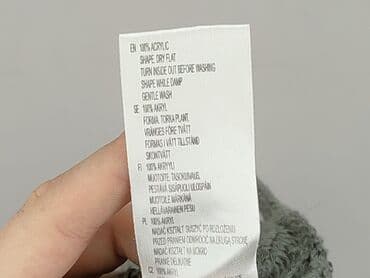 EN 100% ACRYLIC
SHAPE, DRY FLAT
TURN INSIDE OUT BEFORE WASHING
SHAPE WHILE DAMP
GENTLE WASH
SE 100% AKRYL
FORMA, TORKA PLANT,
VRÄNGES FÖRE TVÄTT
FORMAS I VÅTT TILLSTÅND
SKONTVÄTT
FI 100% AKRYYLI
MUOTOILE, TASOKUIVAUS,
PESTÄVÄ SISÄPUOLI ULOSPÄIN
MUOTOILE MÄRKÄNÄ
HELLÄVARAINEN PESU
PL 100% AKRYL
NADAĆ KSZTAŁT SUSZYĆ PO ROZŁOŻENIU
PRZED PRANIEM ODWRÓCIĆ NA DRUGĄ STRONĘ
NADAĆ KSZTAŁT NA MOKRO
PRANIE DELIKATNE
CZ 100% AKRYL